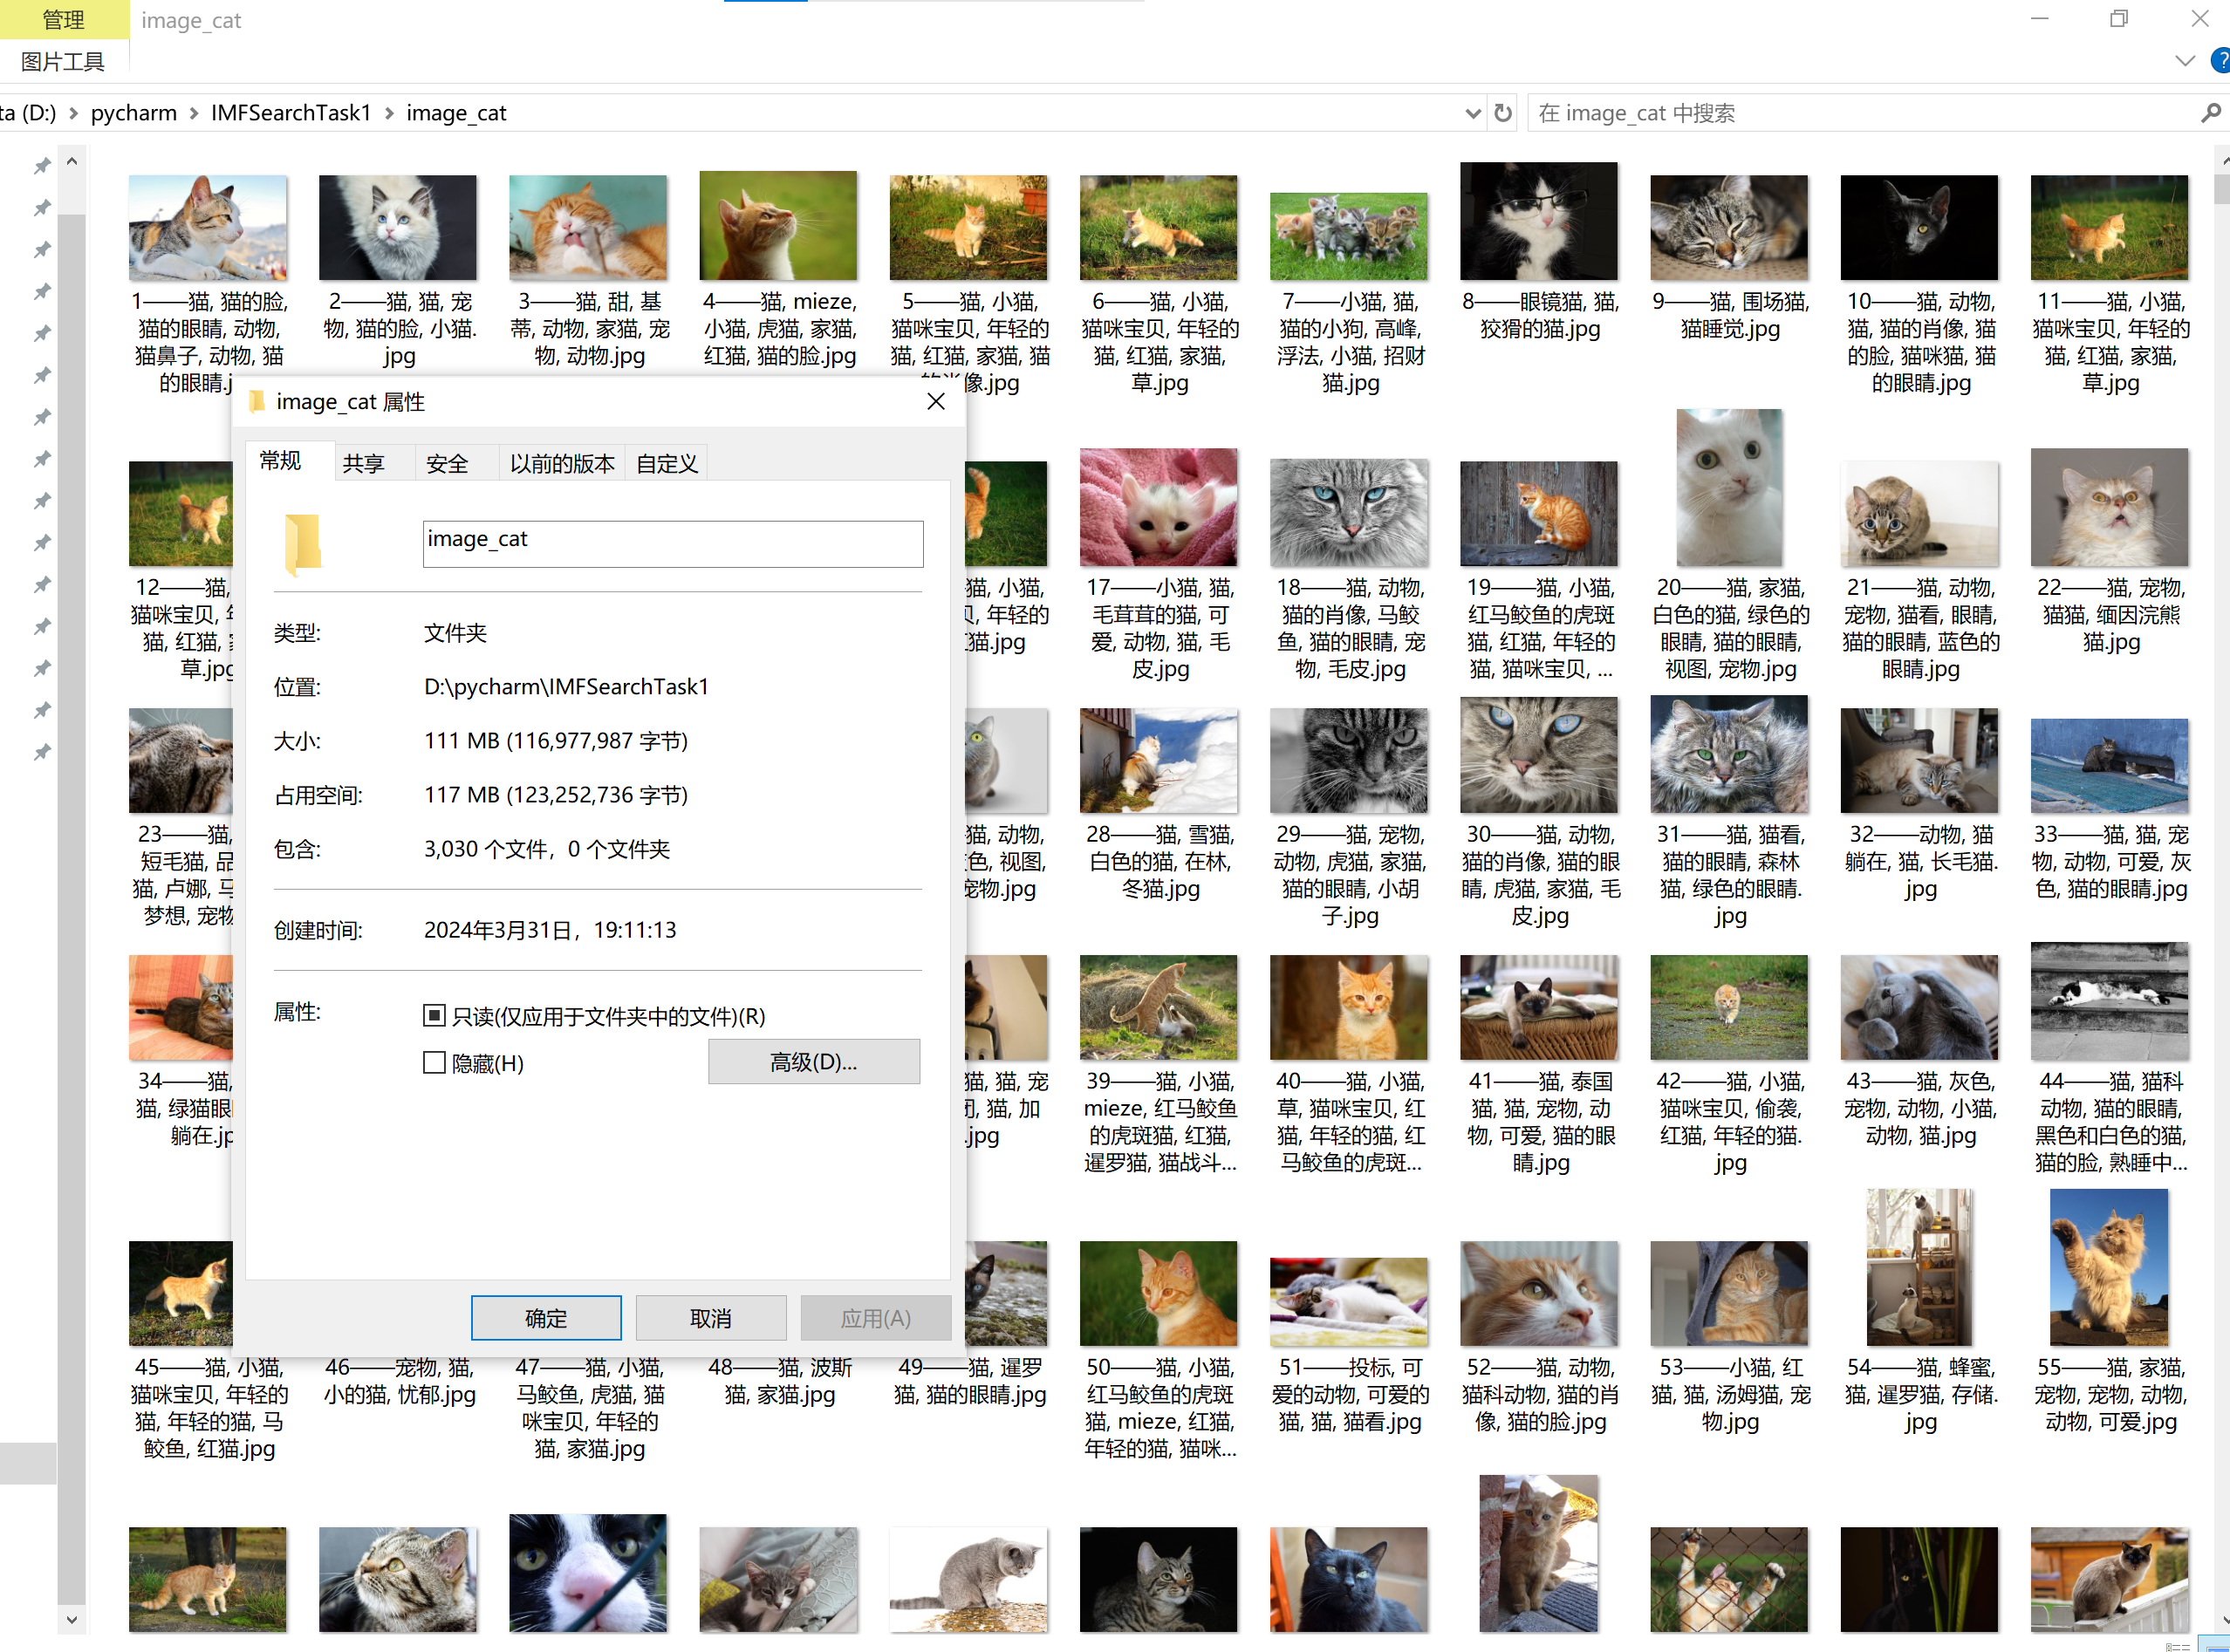 管理
image_cat
图片工具
ta (D:) › pycharm › IMFSearchTask1 › image_cat
在 image_cat 中搜索
1——猫, 猫的脸,
猫的眼睛, 动物,
猫鼻子, 动物, 猫
的眼睛.j
2——猫, 猫, 宠
物, 猫的脸, 小猫.
jpg
3——猫, 甜, 基
蒂, 动物, 家猫, 宠
物, 动物.jpg
4——猫, mieze,
小猫, 虎猫, 家猫,
红猫, 猫的脸.jpg
5——猫, 小猫,
猫咪宝贝, 年轻的
猫, 红猫, 家猫, 猫
的肖像.jpg
6——猫, 小猫,
猫咪宝贝, 年轻的
猫, 红猫, 家猫,
草.jpg
7——小猫, 猫,
猫的小狗, 高峰,
浮法, 小猫, 招财
猫.jpg
8——眼镜猫, 猫,
狡猾的猫.jpg
9——猫, 围场猫,
猫睡觉.jpg
10——猫, 动物,
猫, 猫的肖像, 猫
的脸, 猫咪猫, 猫
的眼睛.jpg
11——猫, 小猫,
猫咪宝贝, 年轻的
猫, 红猫, 家猫,
草.jpg
image_cat 属性
常规
共享
安全
以前的版本
自定义
image_cat
类型: 文件夹
位置: D:\pycharm\IMFSearchTask1
大小: 111 MB (116,977,987 字节)
占用空间: 117 MB (123,252,736 字节)
包含: 3,030 个文件，0 个文件夹
创建时间: 2024年3月31日，19:11:13
属性:
只读(仅应用于文件夹中的文件)(R)
隐藏(H)
高级(D)...
确定
取消
应用(A)
12——猫,
猫咪宝贝,
猫, 红猫,
草.jpg
猫, 小猫,
贝, 年轻的
猫.jpg
17——小猫, 猫,
毛茸茸的猫, 可
爱, 动物, 猫, 毛
皮.jpg
18——猫, 动物,
猫的肖像, 马鲛
鱼, 猫的眼睛, 宠
物, 毛皮.jpg
19——猫, 小猫,
红马鲛鱼的虎斑
猫, 红猫, 年轻的
猫, 猫咪宝贝, ...
20——猫, 家猫,
白色的猫, 绿色的
眼睛, 猫的眼睛,
视图, 宠物.jpg
21——猫, 动物,
宠物, 猫看, 眼睛,
猫的眼睛, 蓝色的
眼睛.jpg
22——猫, 宠物,
猫猫, 缅因浣熊
猫.jpg
23——猫,
短毛猫, 品
猫, 卢娜, 马
梦想, 宠物
猫, 动物,
色, 视图,
宠物.jpg
28——猫, 雪猫,
白色的猫, 在林,
冬猫.jpg
29——猫, 宠物,
动物, 虎猫, 家猫,
猫的眼睛, 小胡
子.jpg
30——猫, 动物,
猫的肖像, 猫的眼
睛, 虎猫, 家猫, 毛
皮.jpg
31——猫, 猫看,
猫的眼睛, 森林
猫, 绿色的眼睛.
jpg
32——动物, 猫
躺在, 猫, 长毛猫.
jpg
33——猫, 猫, 宠
物, 动物, 可爱, 灰
色, 猫的眼睛.jpg
34——猫,
猫, 绿猫眼
躺在.jp
猫, 猫, 宠
猫, 加
.jpg
39——猫, 小猫,
mieze, 红马鲛鱼
的虎斑猫, 红猫,
暹罗猫, 猫战斗...
40——猫, 小猫,
草, 猫咪宝贝, 红
猫, 年轻的猫, 红
马鲛鱼的虎斑...
41——猫, 泰国
猫, 猫, 宠物, 动
物, 可爱, 猫的眼
睛.jpg
42——猫, 小猫,
猫咪宝贝, 偷袭,
红猫, 年轻的猫.
jpg
43——猫, 灰色,
宠物, 动物, 小猫,
动物, 猫.jpg
44——猫, 猫科
动物, 猫的眼睛,
黑色和白色的猫,
猫的脸, 熟睡中...
45——猫, 小猫,
猫咪宝贝, 年轻的
猫, 年轻的猫, 马
鲛鱼, 红猫.jpg
46——宠物, 猫,
小的猫, 忧郁.jpg
47——猫, 小猫,
马鲛鱼, 虎猫, 猫
咪宝贝, 年轻的
猫, 家猫.jpg
48——猫, 波斯
猫, 家猫.jpg
49——猫, 暹罗
猫, 猫的眼睛.jpg
50——猫, 小猫,
红马鲛鱼的虎斑
猫, mieze, 红猫,
年轻的猫, 猫咪...
51——投标, 可
爱的动物, 可爱的
猫, 猫, 猫看.jpg
52——猫, 动物,
猫科动物, 猫的肖
像, 猫的脸.jpg
53——小猫, 红
猫, 猫, 汤姆猫, 宠
物.jpg
54——猫, 蜂蜜,
猫, 暹罗猫, 存储.
jpg
55——猫, 家猫,
宠物, 宠物, 动物,
动物, 可爱.jpg